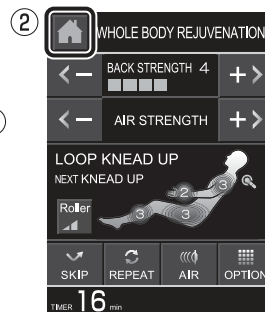 ②
WHOLE BODY REJUVENATION
BACK STRENGTH 4
AIR STRENGTH
LOOP KNEAD UP
NEXT KNEAD UP
2
3
3
3
Roller
SKIP REPEAT AIR OPTION
TIMER 16 min